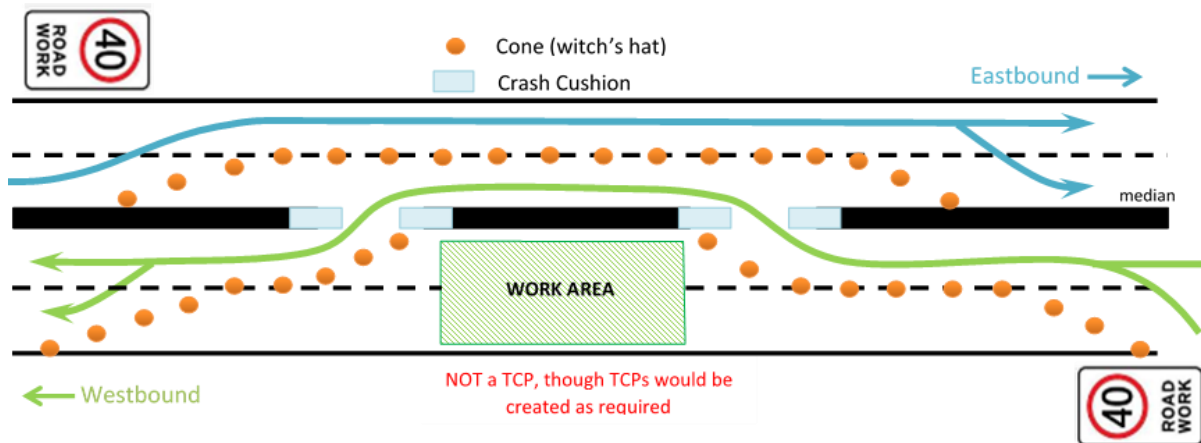 40
ROAD
WORK
Cone (witch's hat)
Crash Cushion
Eastbound
median
WORK AREA
Westbound
NOT a TCP, though TCPs would be
created as required
40
ROAD
WORK